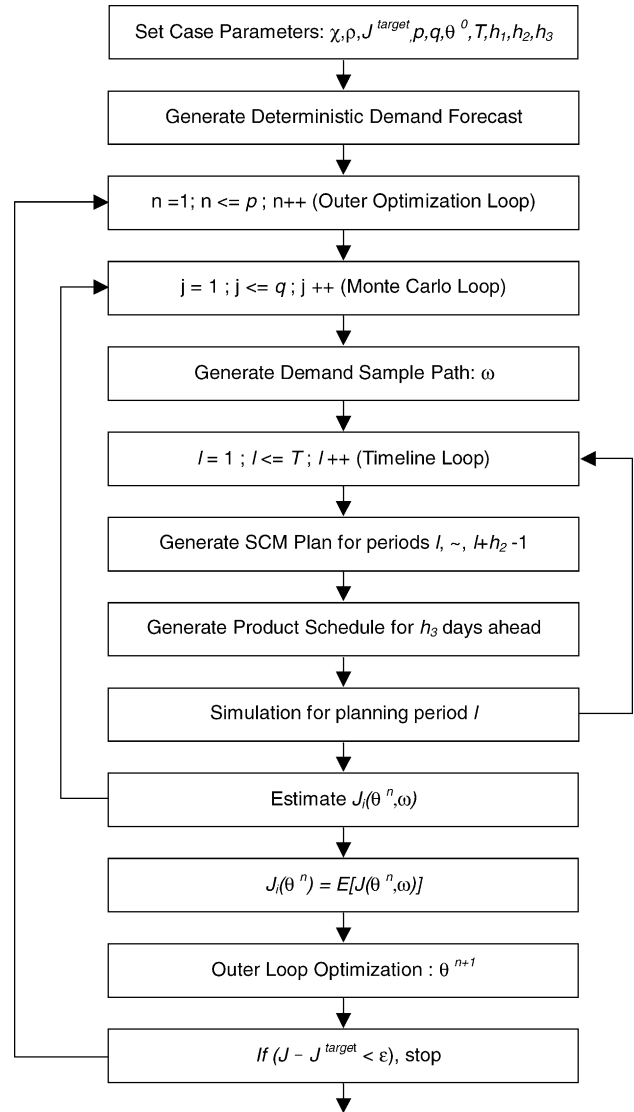 Set Case Parameters: χ,ρ,J target,p,q,θ 0,T,h1,h2,h3
Generate Deterministic Demand Forecast
n =1; n <= p ; n++ (Outer Optimization Loop)
j = 1 ; j <= q ; j ++ (Monte Carlo Loop)
Generate Demand Sample Path: ω
l = 1 ; l <= T ; l ++ (Timeline Loop)
Generate SCM Plan for periods l, ~, l+h2 -1
Generate Product Schedule for h3 days ahead
Simulation for planning period l
Estimate Ji(θ n,ω)
Ji(θ n) = E[J(θ n,ω)]
Outer Loop Optimization : θ n+1
If (J – J target < ε), stop